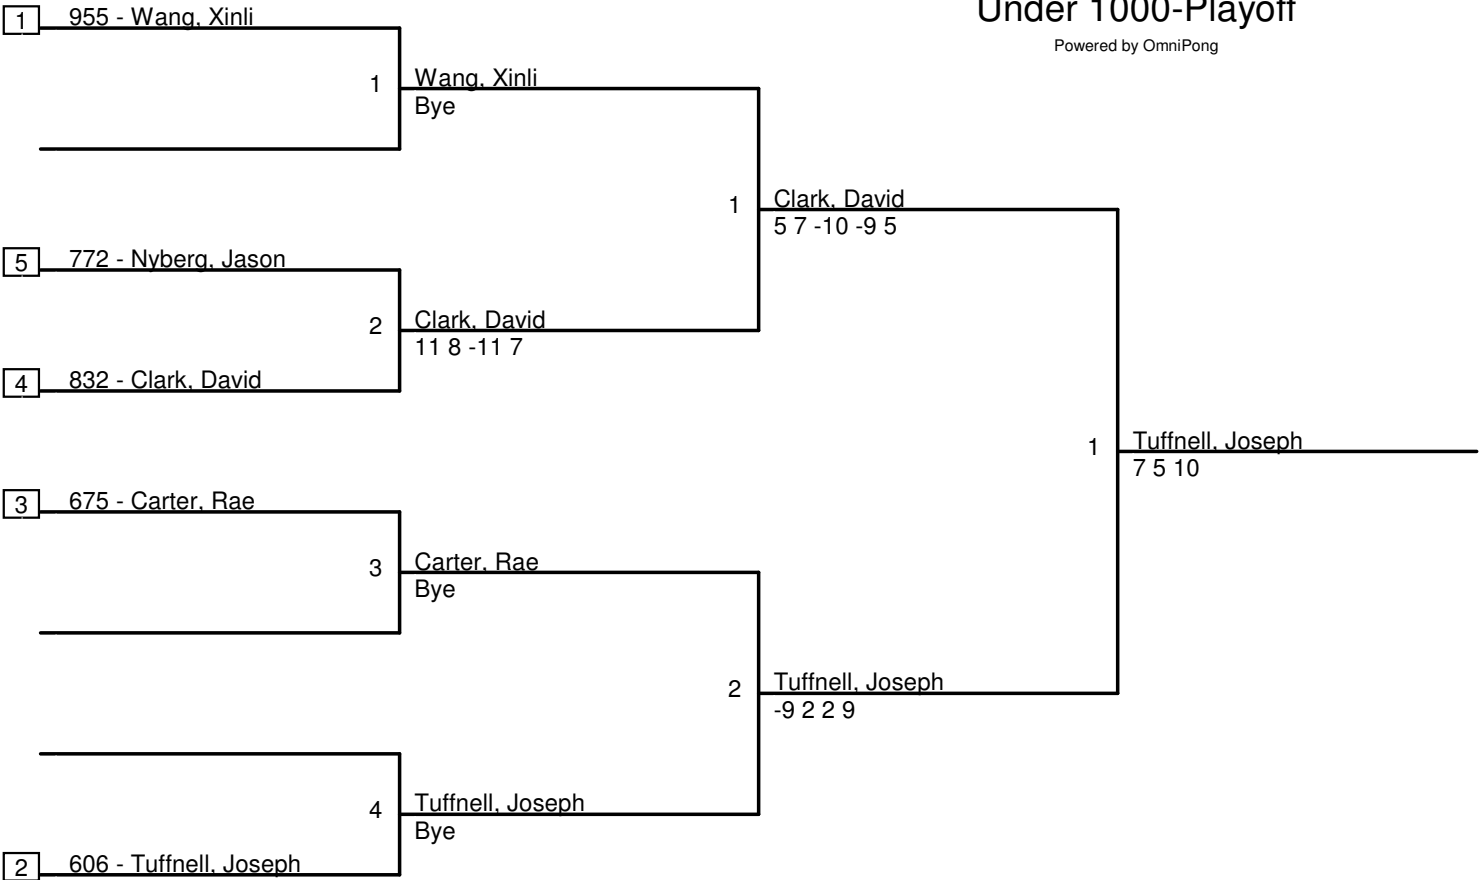 Under 1000-Playoff
Powered by OmniPong
1 955 - Wang, Xinli
1 Wang, Xinli
Bye
1 Clark, David
5 7 -10 -9 5
5 772 - Nyberg, Jason
2 Clark, David
11 8 -11 7
4 832 - Clark, David
1 Tuffnell, Joseph
7 5 10
3 675 - Carter, Rae
3 Carter, Rae
Bye
2 Tuffnell, Joseph
-9 2 2 9
4 Tuffnell, Joseph
Bye
2 606 - Tuffnell, Joseph